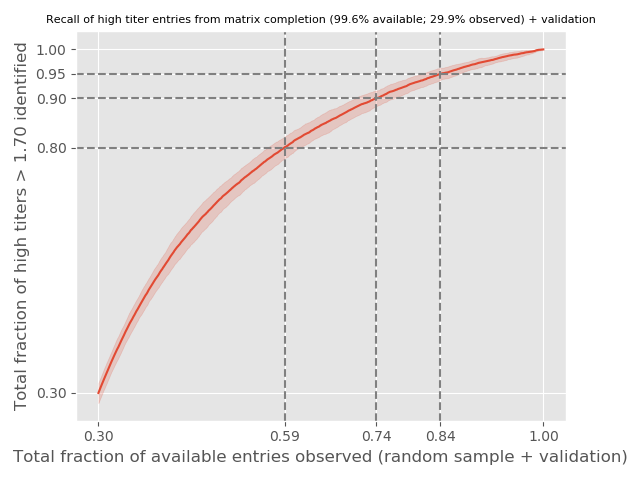 Recall of high titer entries from matrix completion (99.6% available; 29.9% observed) + validation
Total fraction of high titers > 1.70 identified
1.00
0.95
0.90
0.80
0.30
0.30 0.59 0.74 0.84 1.00
Total fraction of available entries observed (random sample + validation)